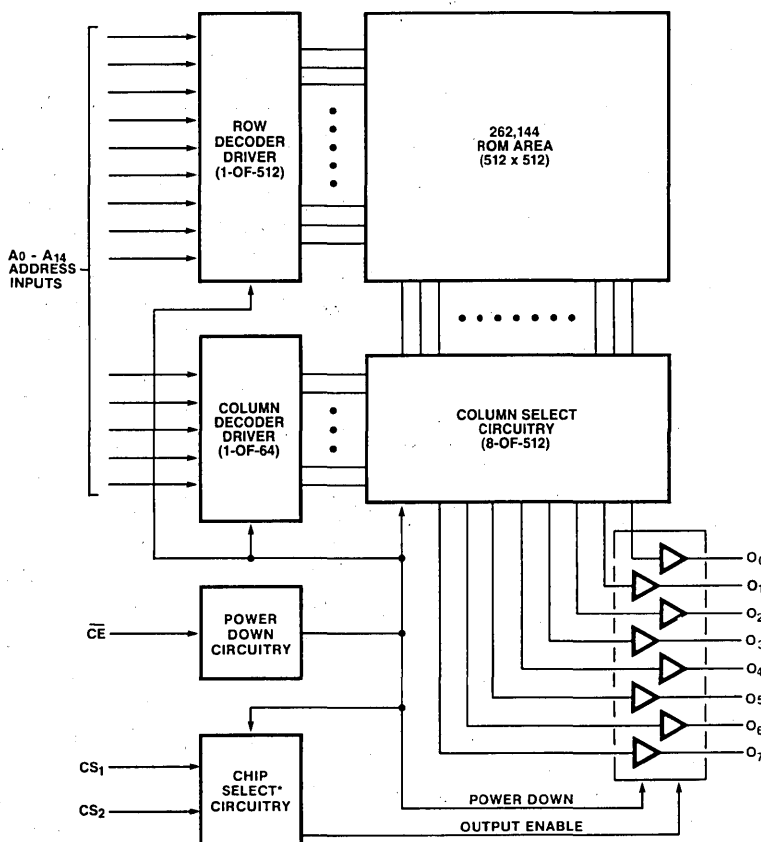 ROW
DECODER
DRIVER
(1-OF-512)
262,144
ROM AREA
(512 x 512)
A0 - A14
ADDRESS
INPUTS
COLUMN
DECODER
DRIVER
(1-OF-64)
COLUMN SELECT
CIRCUITRY
(8-OF-512)
O0
O1
O2
O3
O4
O5
O6
O7
CE
POWER
DOWN
CIRCUITRY
CS1
CS2
CHIP
SELECT*
CIRCUITRY
POWER DOWN
OUTPUT ENABLE